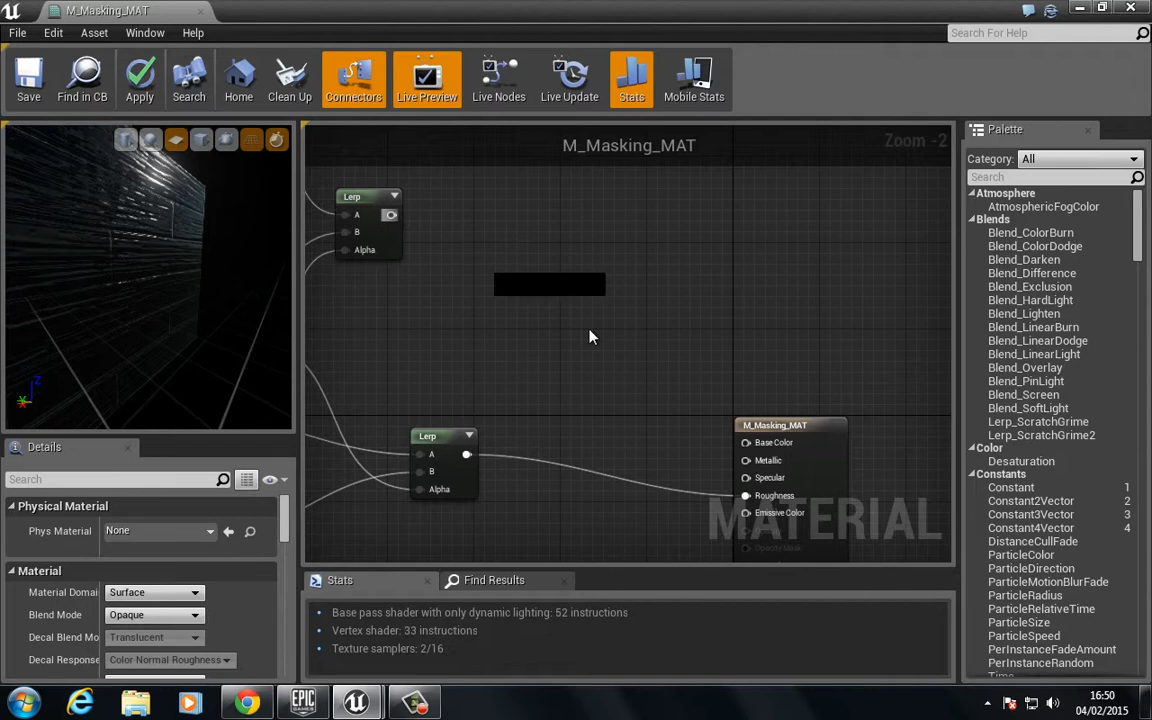 M_Masking_MAT
File
Edit
Asset
Window
Help
Search For Help
Save
Find in CB
Apply
Search
Home
Clean Up
Connectors
Live Preview
Live Nodes
Live Update
Stats
Mobile Stats
M_Masking_MAT
Zoom -2
Lerp
A
B
Alpha
Lerp
A
B
Alpha
M_Masking_MAT
Base Color
Metallic
Specular
Roughness
Emissive Color
Opacity Mask
MATERIAL
Z
Details
Search
Physical Material
Phys Material
None
Material
Material Domai
Surface
Blend Mode
Opaque
Decal Blend Mo
Translucent
Decal Response
Color Normal Roughness
Stats
Find Results
Base pass shader with only dynamic lighting: 52 instructions
Vertex shader: 33 instructions
Texture samplers: 2/16
Palette
Category:
All
Search
Atmosphere
AtmosphericFogColor
Blends
Blend_ColorBurn
Blend_ColorDodge
Blend_Darken
Blend_Difference
Blend_Exclusion
Blend_HardLight
Blend_Lighten
Blend_LinearBurn
Blend_LinearDodge
Blend_LinearLight
Blend_Overlay
Blend_PinLight
Blend_Screen
Blend_SoftLight
Lerp_ScratchGrime
Lerp_ScratchGrime2
Color
Desaturation
Constants
Constant 1
Constant2Vector 2
Constant3Vector 3
Constant4Vector 4
DistanceCullFade
ParticleColor
ParticleDirection
ParticleMotionBlurFade
ParticleRadius
ParticleRelativeTime
ParticleSize
ParticleSpeed
PerInstanceFadeAmount
PerInstanceRandom
Time
EPIC
GAMES
16:50
04/02/2015